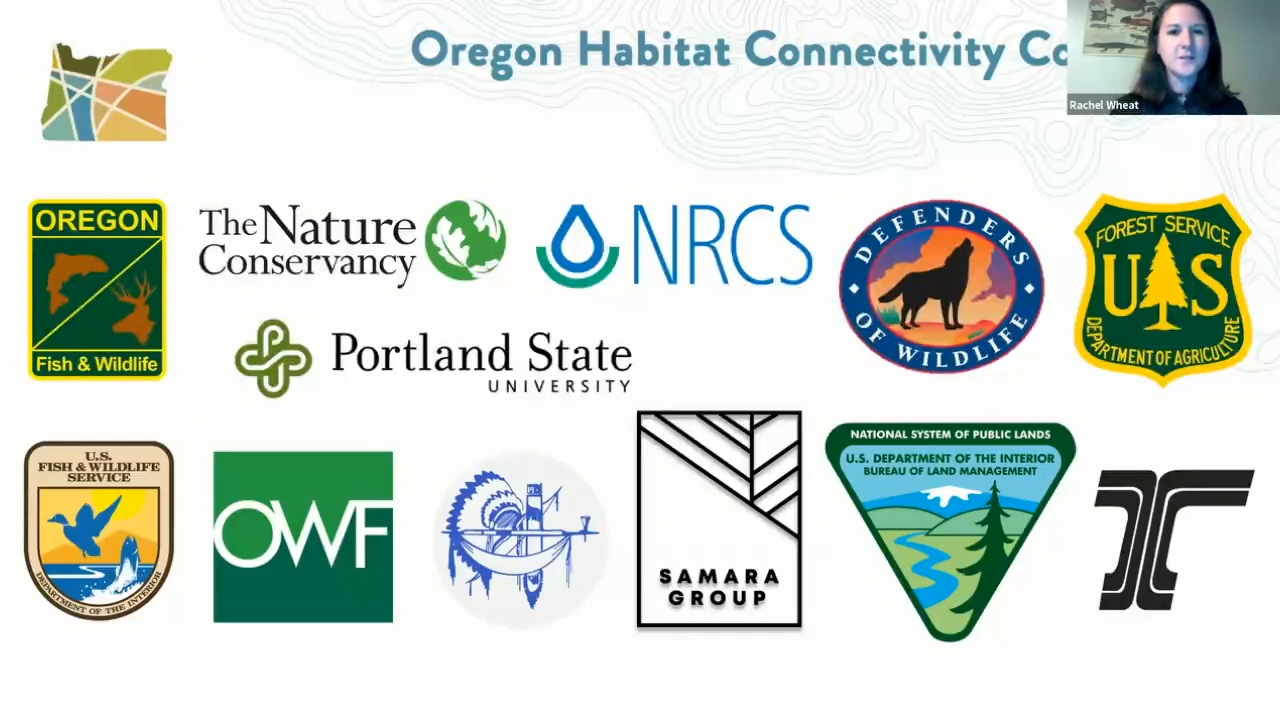 Oregon Habitat Connectivity Co
Rachel Wheat
OREGON
Fish & Wildlife
The Nature
Conservancy
NRCS
DEFENDERS
OF WILDLIFE
FOREST SERVICE
U S
DEPARTMENT OF AGRICULTURE
Portland State
UNIVERSITY
U.S.
FISH & WILDLIFE
SERVICE
DEPARTMENT OF THE INTERIOR
OWF
SAMARA
GROUP
NATIONAL SYSTEM OF PUBLIC LANDS
U.S. DEPARTMENT OF THE INTERIOR
BUREAU OF LAND MANAGEMENT